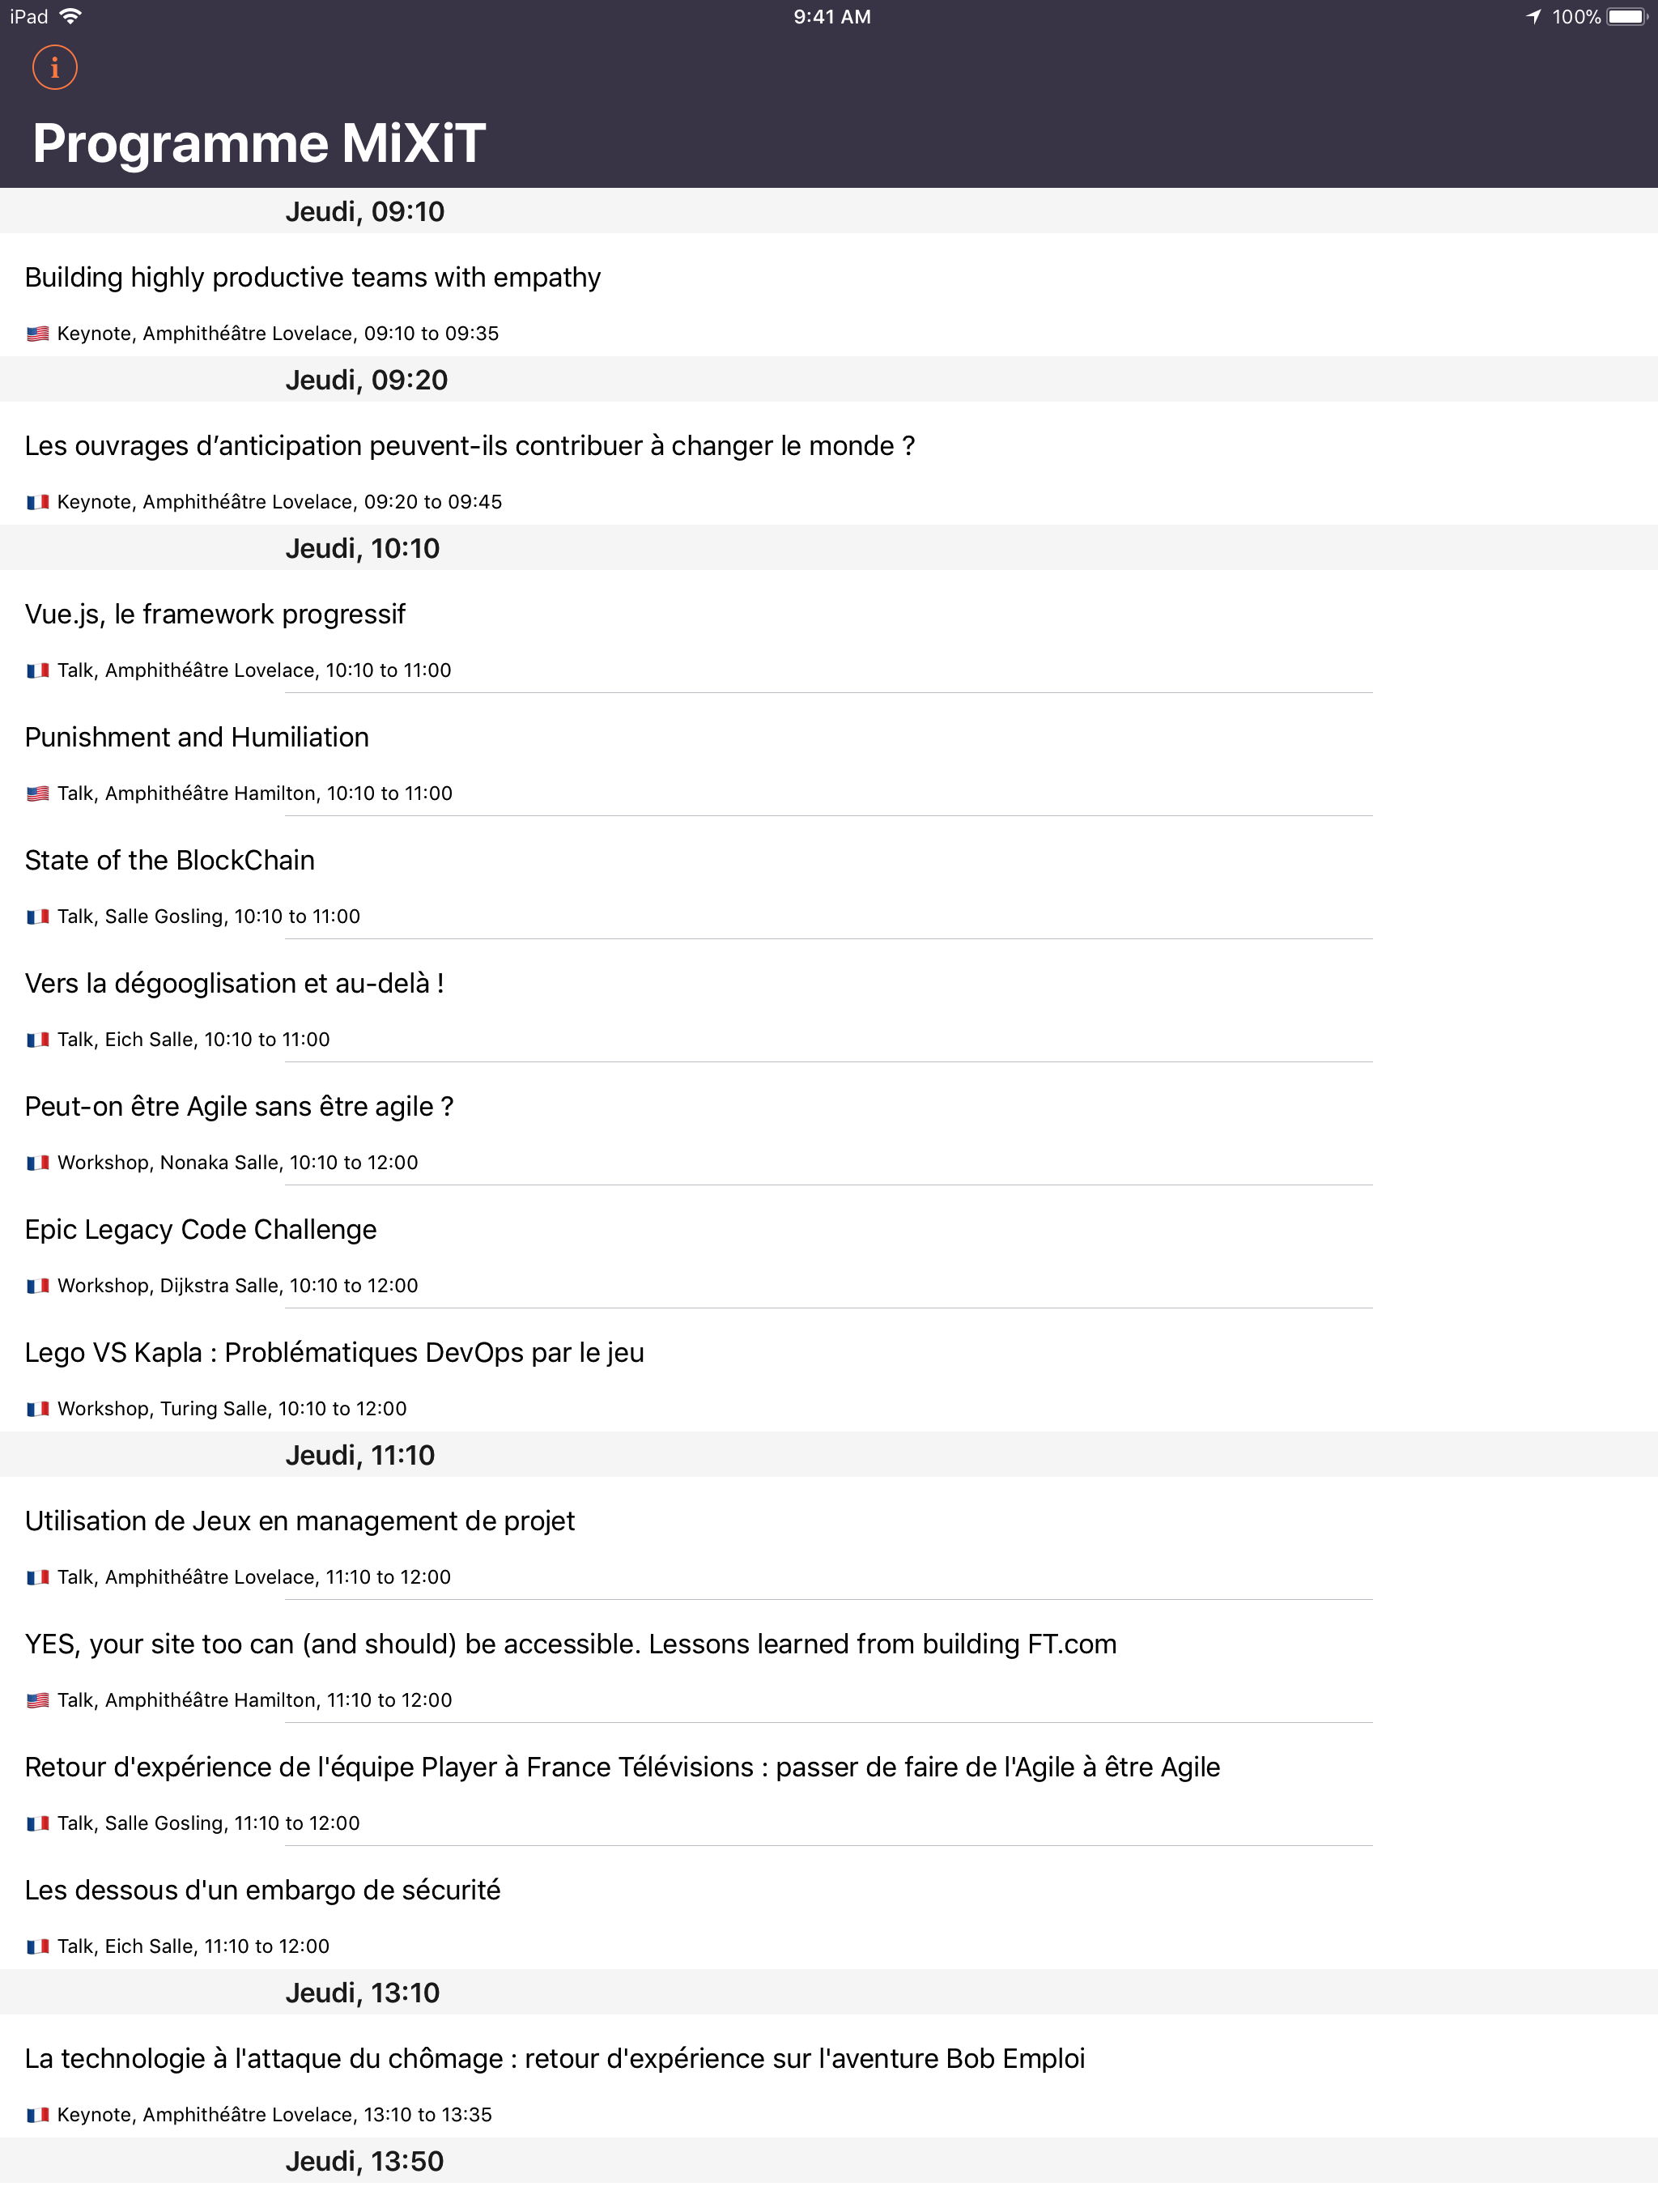 iPad 9:41 AM 100%
i
Programme MiXiT
Jeudi, 09:10
Building highly productive teams with empathy
Keynote, Amphithéâtre Lovelace, 09:10 to 09:35
Jeudi, 09:20
Les ouvrages d’anticipation peuvent-ils contribuer à changer le monde ?
Keynote, Amphithéâtre Lovelace, 09:20 to 09:45
Jeudi, 10:10
Vue.js, le framework progressif
Talk, Amphithéâtre Lovelace, 10:10 to 11:00
Punishment and Humiliation
Talk, Amphithéâtre Hamilton, 10:10 to 11:00
State of the BlockChain
Talk, Salle Gosling, 10:10 to 11:00
Vers la dégooglisation et au-delà !
Talk, Eich Salle, 10:10 to 11:00
Peut-on être Agile sans être agile ?
Workshop, Nonaka Salle, 10:10 to 12:00
Epic Legacy Code Challenge
Workshop, Dijkstra Salle, 10:10 to 12:00
Lego VS Kapla : Problématiques DevOps par le jeu
Workshop, Turing Salle, 10:10 to 12:00
Jeudi, 11:10
Utilisation de Jeux en management de projet
Talk, Amphithéâtre Lovelace, 11:10 to 12:00
YES, your site too can (and should) be accessible. Lessons learned from building FT.com
Talk, Amphithéâtre Hamilton, 11:10 to 12:00
Retour d'expérience de l'équipe Player à France Télévisions : passer de faire de l'Agile à être Agile
Talk, Salle Gosling, 11:10 to 12:00
Les dessous d'un embargo de sécurité
Talk, Eich Salle, 11:10 to 12:00
Jeudi, 13:10
La technologie à l'attaque du chômage : retour d'expérience sur l'aventure Bob Emploi
Keynote, Amphithéâtre Lovelace, 13:10 to 13:35
Jeudi, 13:50